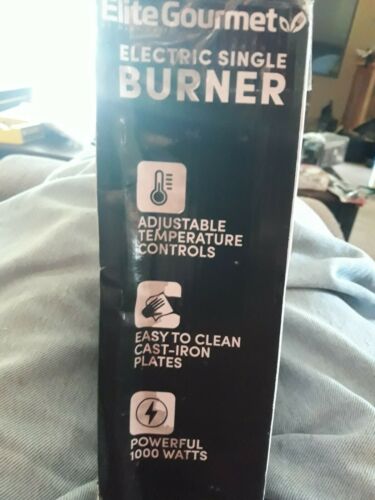 Elite Gourmet
ELECTRIC SINGLE
BURNER
ADJUSTABLE
TEMPERATURE
CONTROLS
EASY TO CLEAN
CAST-IRON
PLATES
POWERFUL
1000 WATTS